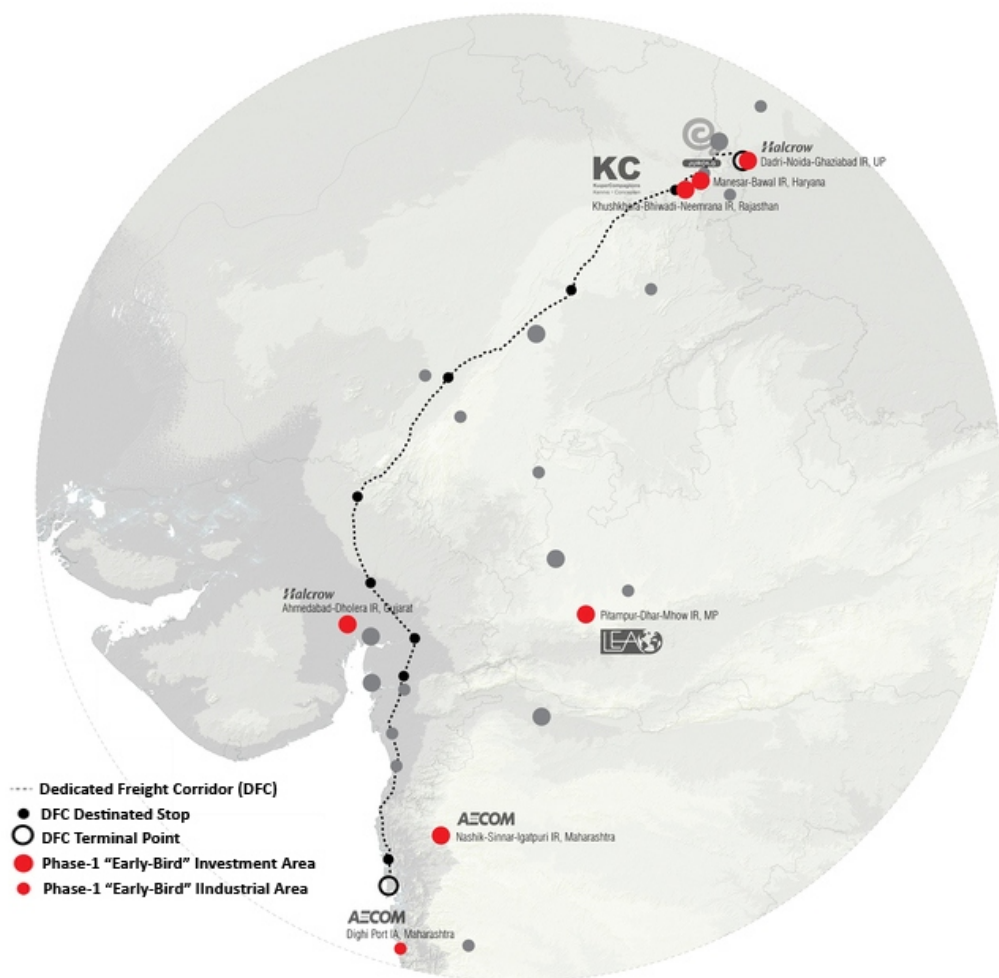 Halcrow
Dadri-Noida-Ghaziabad IR, UP
KC
KuiperCompagnons
Manesar-Bawal IR, Haryana
Khushkhera-Bhiwadi-Neemrana IR, Rajasthan
Halcrow
Ahmedabad-Dholera IR, Gujarat
Pitampur-Dhar-Mhow IR, MP
LEA
Dedicated Freight Corridor (DFC)
DFC Destinated Stop
DFC Terminal Point
Phase-1 “Early-Bird” Investment Area
Phase-1 “Early-Bird” IIndustrial Area
AECOM
Nashik-Sinnar-Igatpuri IR, Maharashtra
AECOM
Dighi Port IA, Maharashtra